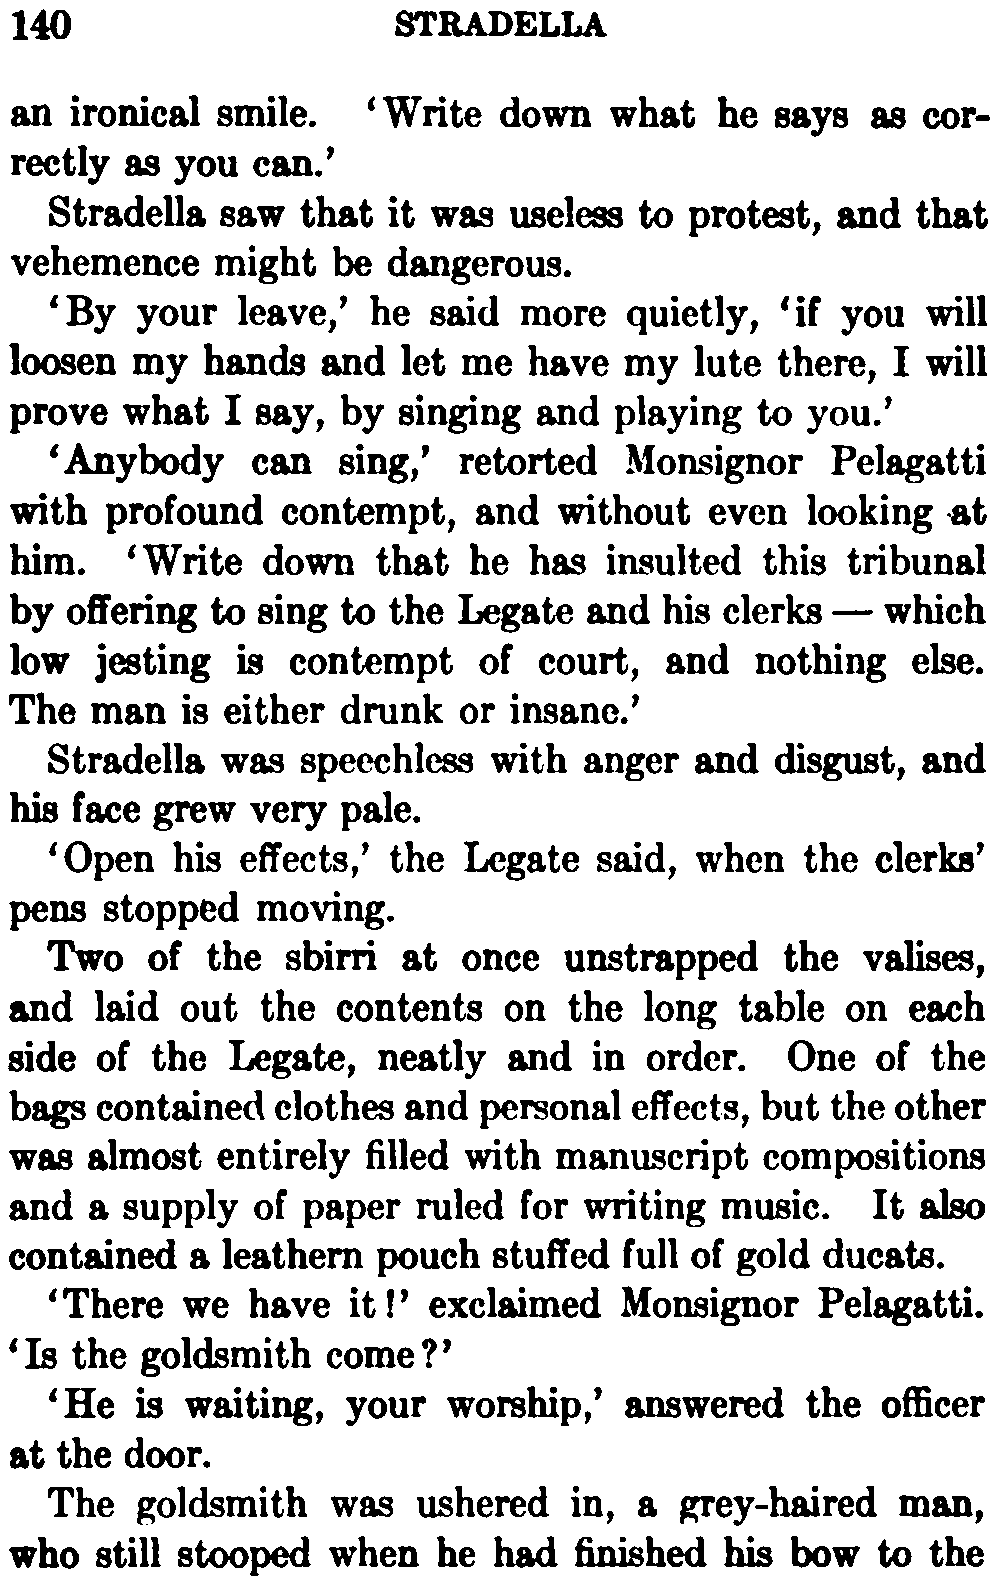 140 STRADELLA
an ironical smile. ‘Write down what he says as cor-
rectly as you can.’
Stradella saw that it was useless to protest, and that
vehemence might be dangerous.
‘By your leave,’ he said more quietly, ‘if you will
loosen my hands and let me have my lute there, I will
prove what I say, by singing and playing to you.’
‘Anybody can sing,’ retorted Monsignor Pelagatti
with profound contempt, and without even looking at
him. ‘Write down that he has insulted this tribunal
by offering to sing to the Legate and his clerks — which
low jesting is contempt of court, and nothing else.
The man is either drunk or insane.’
Stradella was speechless with anger and disgust, and
his face grew very pale.
‘Open his effects,’ the Legate said, when the clerks’
pens stopped moving.
Two of the sbirri at once unstrapped the valises,
and laid out the contents on the long table on each
side of the Legate, neatly and in order. One of the
bags contained clothes and personal effects, but the other
was almost entirely filled with manuscript compositions
and a supply of paper ruled for writing music. It also
contained a leathern pouch stuffed full of gold ducats.
‘There we have it!’ exclaimed Monsignor Pelagatti.
‘Is the goldsmith come?’
‘He is waiting, your worship,’ answered the officer
at the door.
The goldsmith was ushered in, a grey-haired man,
who still stooped when he had finished his bow to the